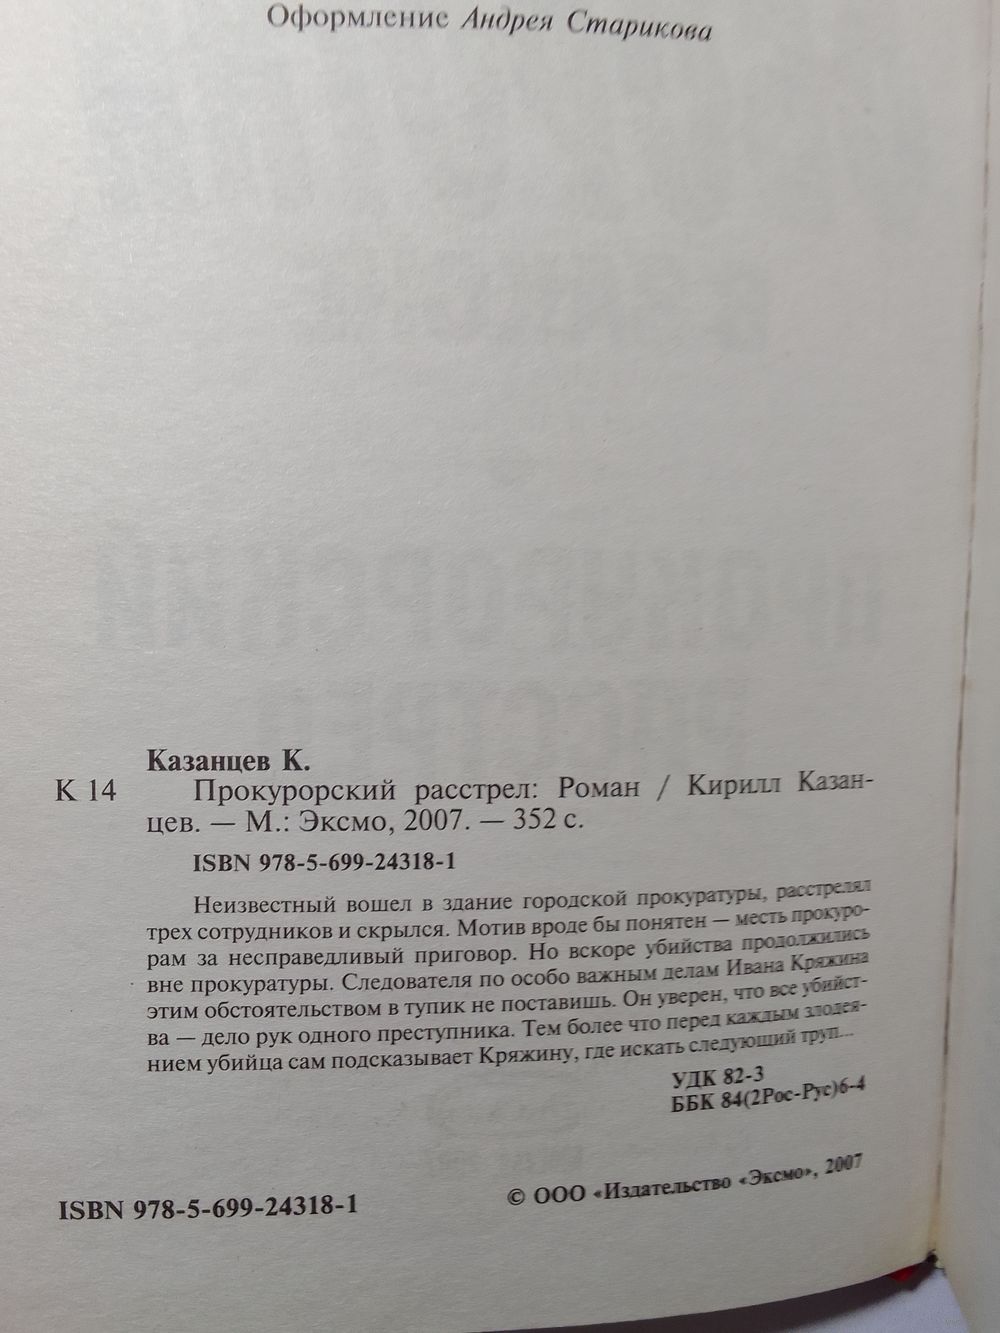 Оформление Андрея Старикова
Казанцев К.
К 14 Прокурорский расстрел: Роман / Кирилл Казан-
цев. — М.: Эксмо, 2007. — 352 с.
ISBN 978-5-699-24318-1
Неизвестный вошел в здание городской прокуратуры, расстрелял
трех сотрудников и скрылся. Мотив вроде бы понятен — месть прокуро-
рам за несправедливый приговор. Но вскоре убийства продолжились
вне прокуратуры. Следователя по особо важным делам Ивана Кряжина
этим обстоятельством в тупик не поставишь. Он уверен, что все убийст-
ва — дело рук одного преступника. Тем более что перед каждым злодея-
нием убийца сам подсказывает Кряжину, где искать следующий труп...
УДК 82-3
ББК 84(2Рос-Рус)6-4
ISBN 978-5-699-24318-1 © ООО «Издательство «Эксмо», 2007